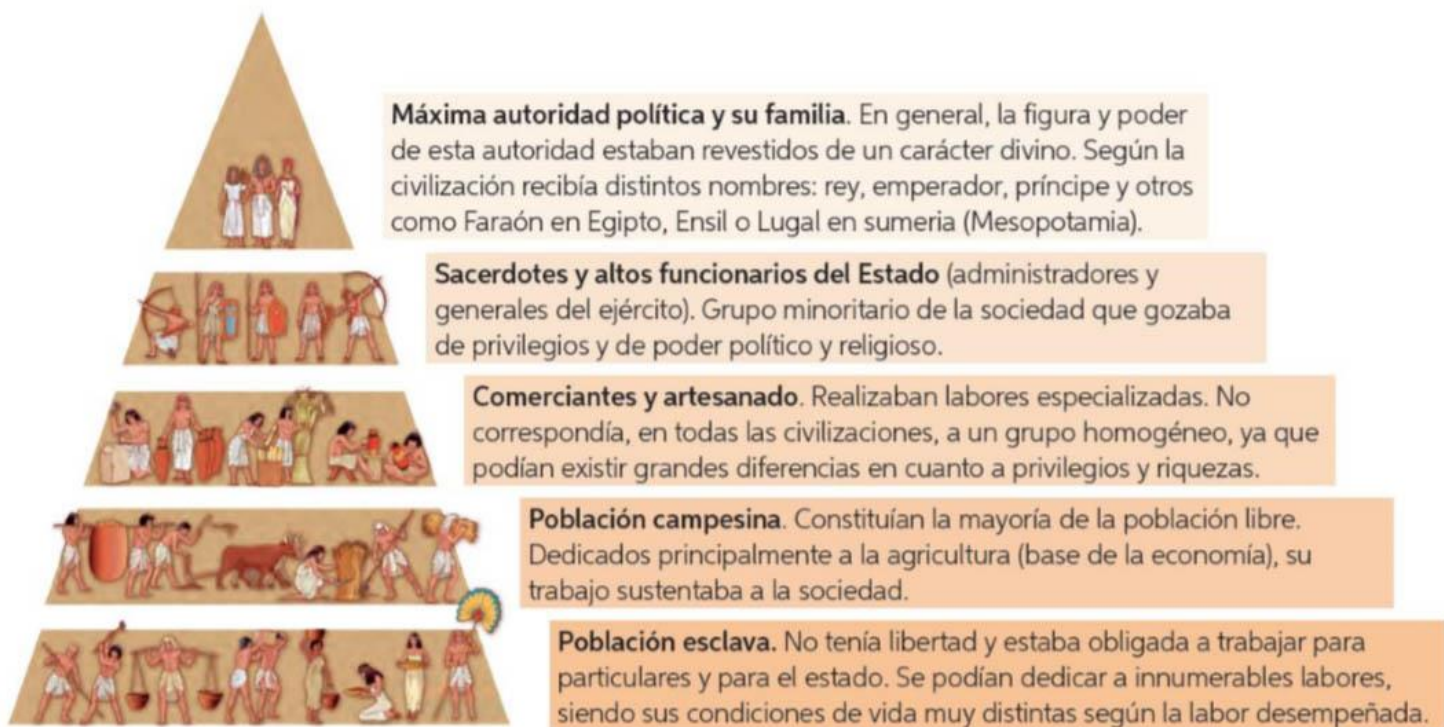 Máxima autoridad política y su familia. En general, la figura y poder
de esta autoridad estaban revestidos de un carácter divino. Según la
civilización recibía distintos nombres: rey, emperador, príncipe y otros
como Faraón en Egipto, Ensil o Lugal en sumeria (Mesopotamia).
Sacerdotes y altos funcionarios del Estado (administradores y
generales del ejército). Grupo minoritario de la sociedad que gozaba
de privilegios y de poder político y religioso.
Comerciantes y artesanado. Realizaban labores especializadas. No
correspondía, en todas las civilizaciones, a un grupo homogéneo, ya que
podían existir grandes diferencias en cuanto a privilegios y riquezas.
Población campesina. Constituían la mayoría de la población libre.
Dedicados principalmente a la agricultura (base de la economía), su
trabajo sustentaba a la sociedad.
Población esclava. No tenía libertad y estaba obligada a trabajar para
particulares y para el estado. Se podían dedicar a innumerables labores,
siendo sus condiciones de vida muy distintas según la labor desempeñada.